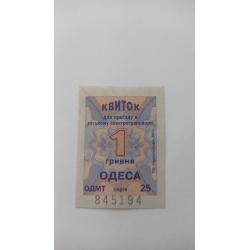 КВИТОК
для проїзду в
міському електротранспорті
1
гривня
ОДЕСА
ОДМТ серія 25
845194